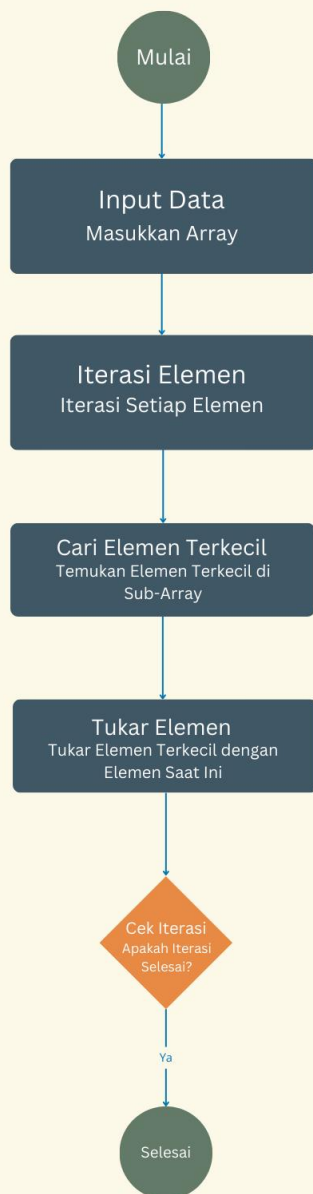 Mulai
Input Data
Masukkan Array
Iterasi Elemen
Iterasi Setiap Elemen
Cari Elemen Terkecil
Temukan Elemen Terkecil di
Sub-Array
Tukar Elemen
Tukar Elemen Terkecil dengan
Elemen Saat Ini
Cek Iterasi
Apakah Iterasi
Selesai?
Ya
Selesai